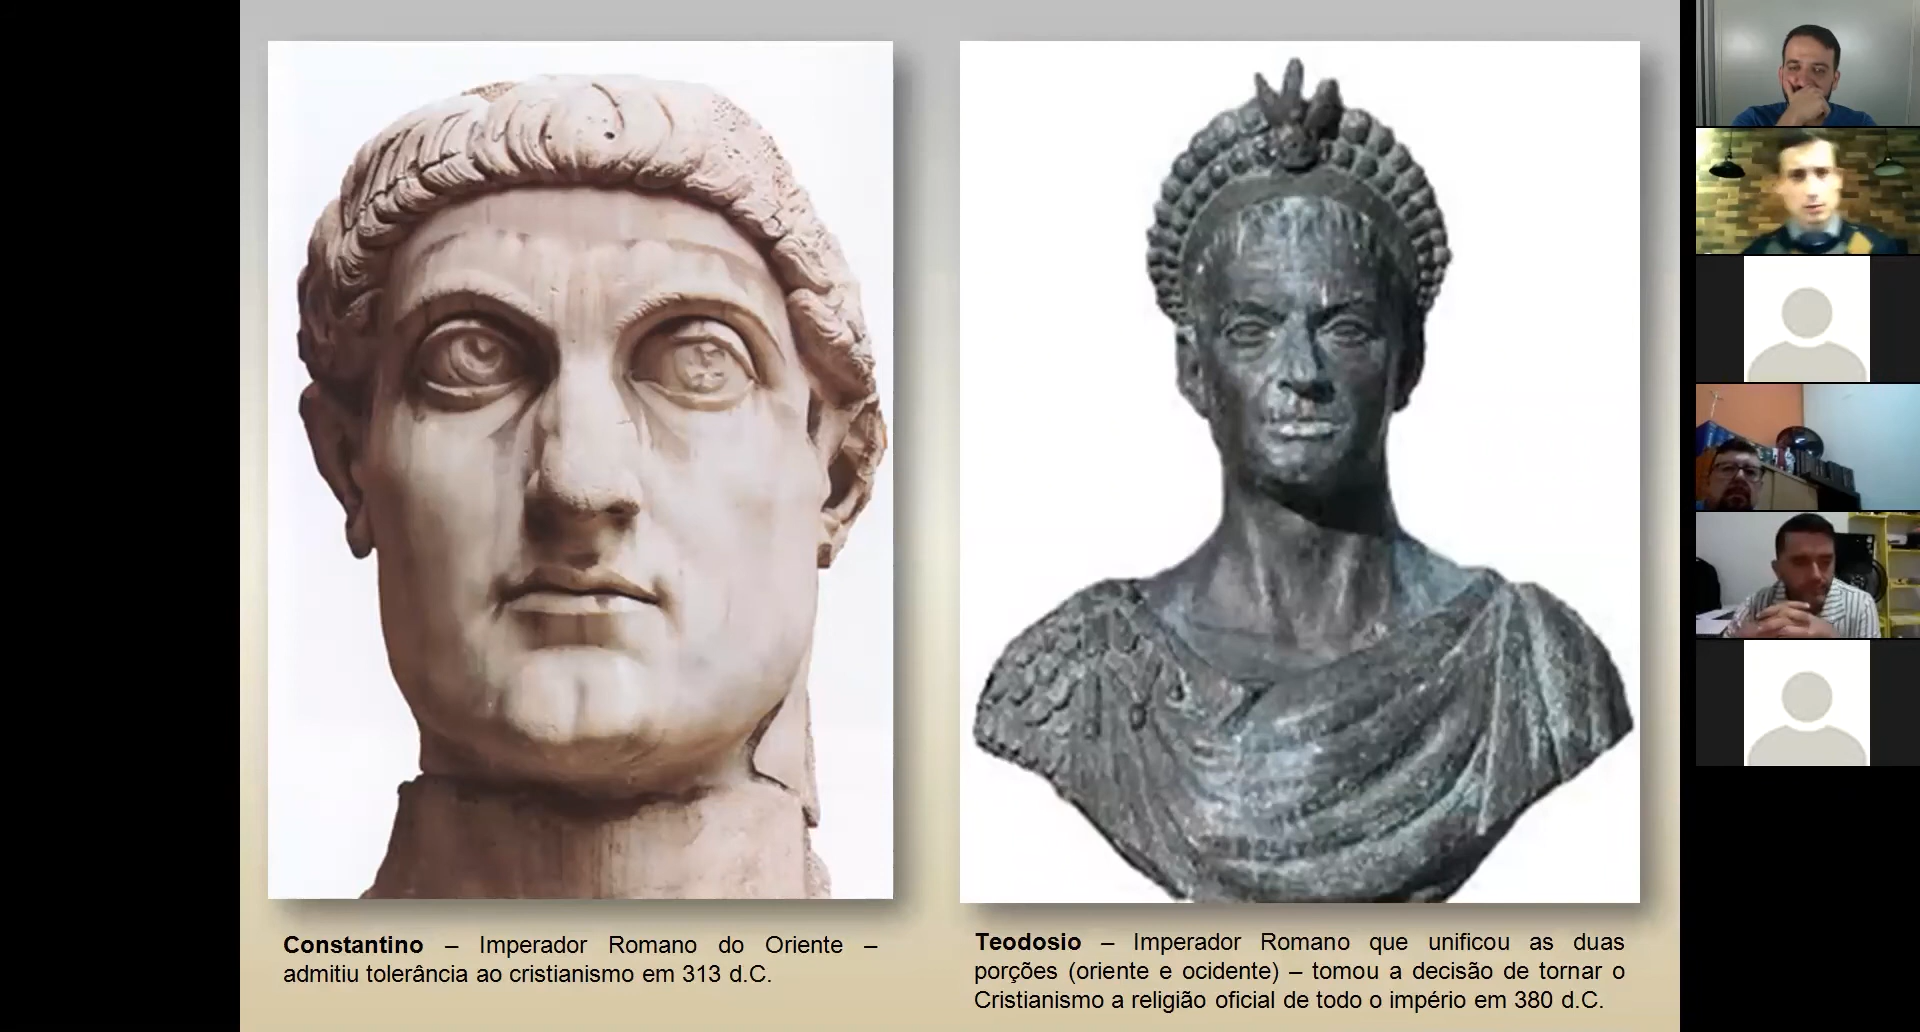 Constantino – Imperador Romano do Oriente –
admitiu tolerância ao cristianismo em 313 d.C.
Teodosio – Imperador Romano que unificou as duas
porções (oriente e ocidente) – tomou a decisão de tornar o
Cristianismo a religião oficial de todo o império em 380 d.C.